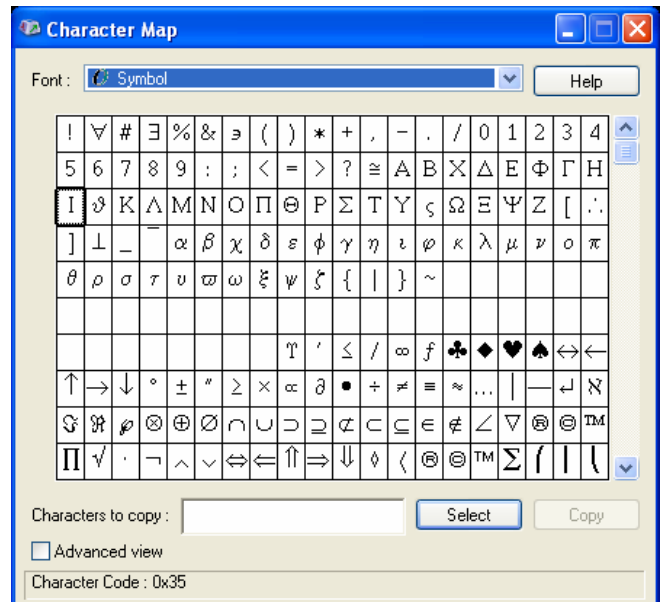 Character Map
Font : Symbol Help
! ∀ # ∃ % & ∍ ( ) ∗ + , − . / 0 1 2 3 4
5 6 7 8 9 : ; < = > ? ≅ Α Β Χ Δ Ε Φ Γ Η
Ι ϑ Κ Λ Μ Ν Ο Π Θ Ρ Σ Τ Υ ς Ω Ξ Ψ Ζ [ ∴
] ⊥ _ ‾ α β χ δ ε ϕ γ η ι φ κ λ μ ν ο π
θ ρ σ τ υ ϖ ω ξ ψ ζ { | } ~
ϒ ′ ≤ / ∞ ƒ ♣ ♦ ♥ ♠ ↔ ←
↑ → ↓ ° ± ″ ≥ × ∝ ∂ • ÷ ≠ ≡ ≈ … | — ↵ ℵ
ℑ ℜ ℘ ⊗ ⊕ ∅ ∩ ∪ ⊃ ⊇ ⊄ ⊂ ⊆ ∈ ∉ ∠ ∇ ® © ™
∏ √ ⋅ ¬ ∧ ∨ ⇔ ⇐ ⇑ ⇒ ⇓ ◊ 〈 ® © ™ ∑ ⎛ ⎜ ⎝
Characters to copy : Select Copy
Advanced view
Character Code : 0x35